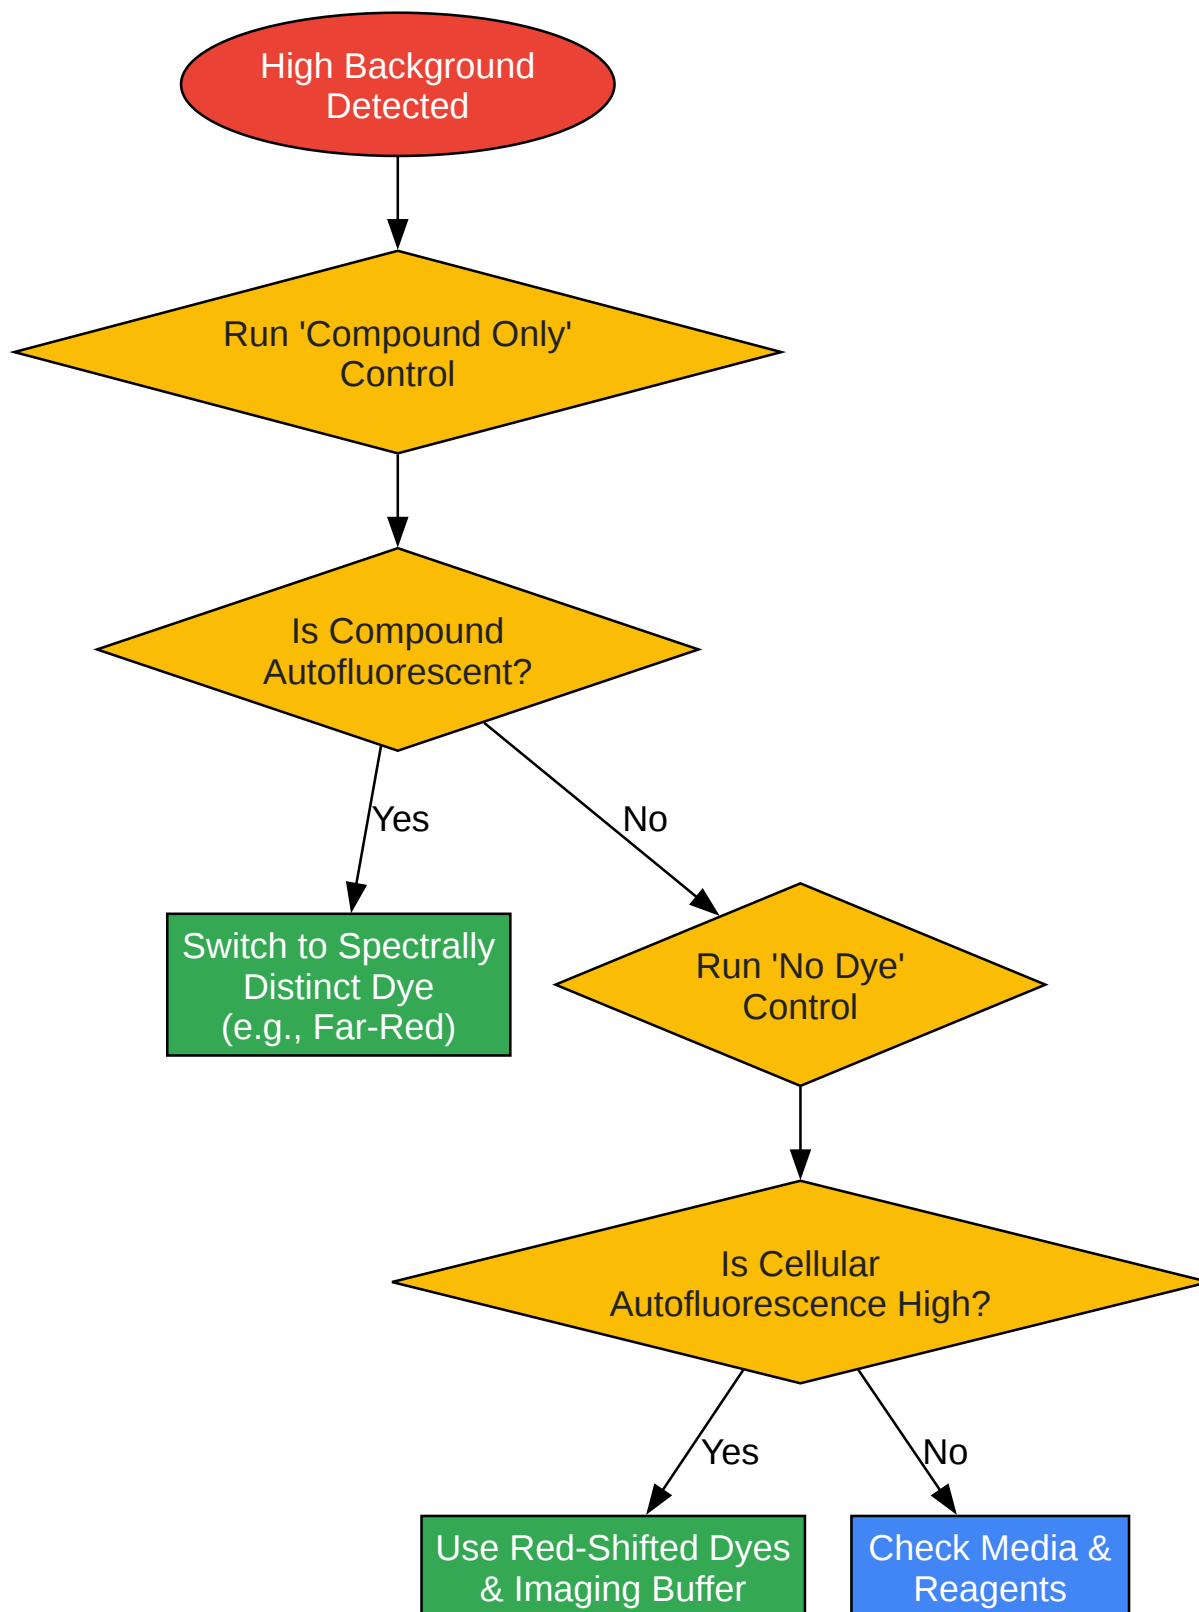 High Background
Detected
Run 'Compound Only'
Control
Is Compound
Autofluorescent?
Yes
No
Switch to Spectrally
Distinct Dye
(e.g., Far-Red)
Run 'No Dye'
Control
Is Cellular
Autofluorescence High?
Yes
No
Use Red-Shifted Dyes
& Imaging Buffer
Check Media &
Reagents